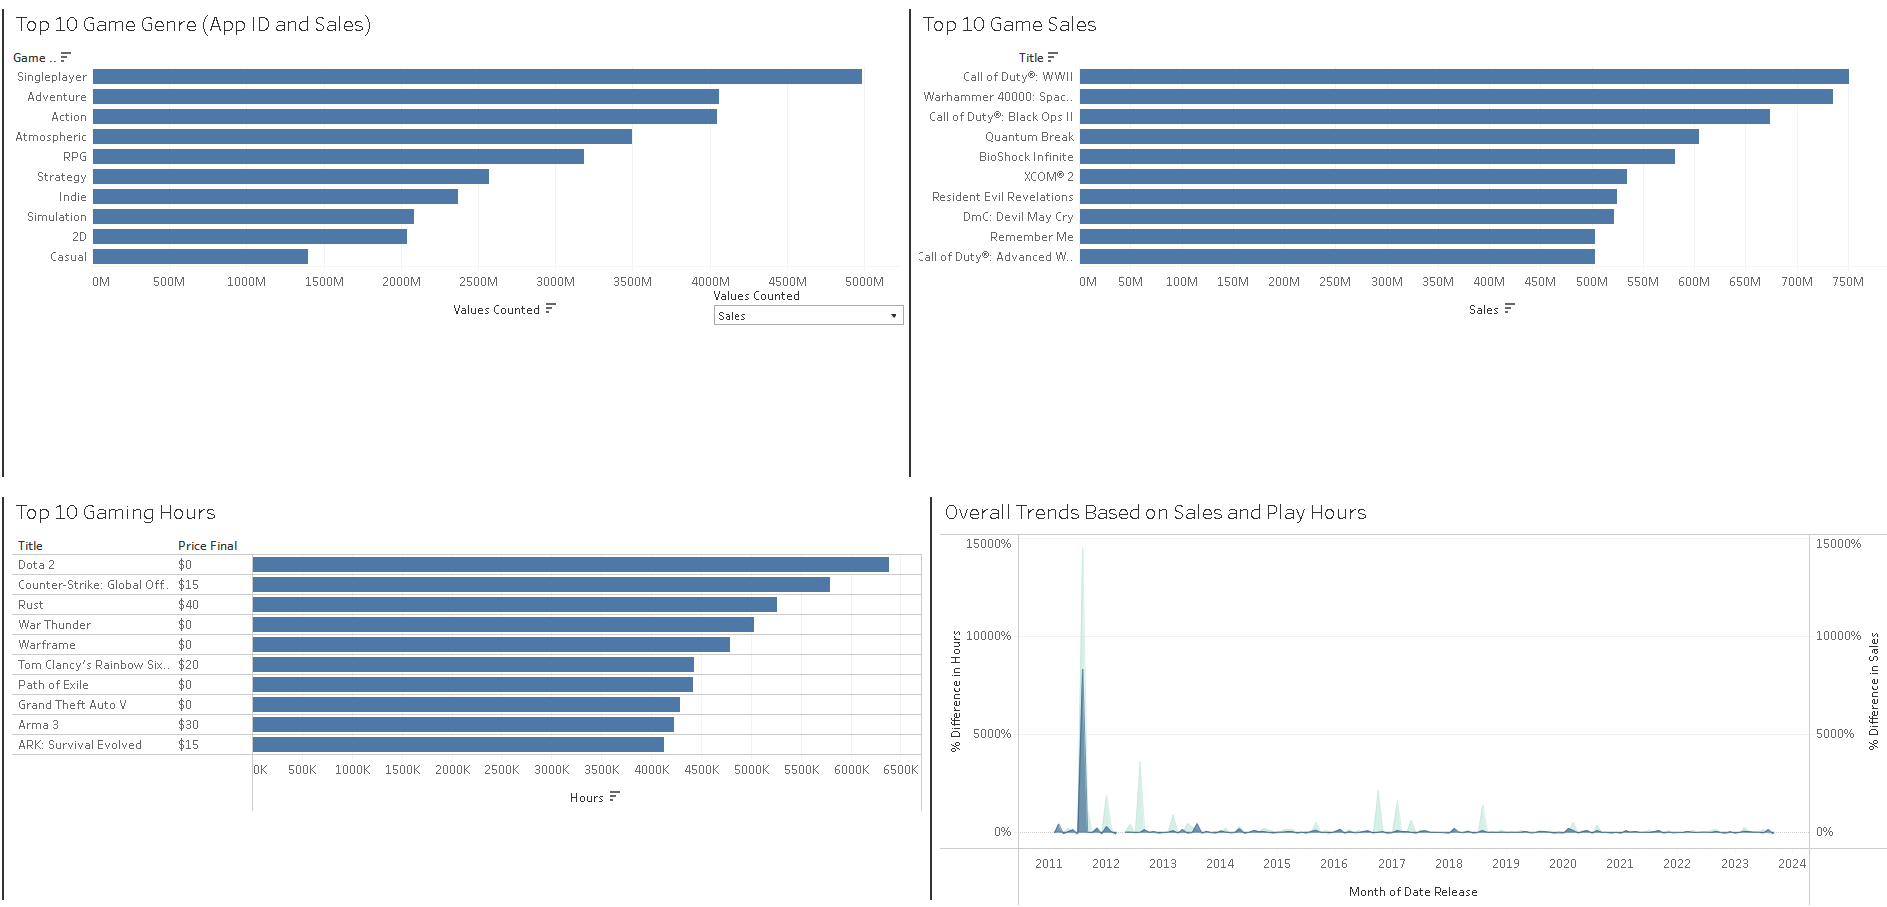 Top 10 Game Genre (App ID and Sales)
Game ..
Singleplayer
Adventure
Action
Atmospheric
RPG
Strategy
Indie
Simulation
2D
Casual
0M 500M 1000M 1500M 2000M 2500M 3000M 3500M 4000M 4500M 5000M
Values Counted
Values Counted
Sales
Top 10 Game Sales
Title
Call of Duty®: WWII
Warhammer 40000: Spac..
Call of Duty®: Black Ops II
Quantum Break
BioShock Infinite
XCOM® 2
Resident Evil Revelations
DmC: Devil May Cry
Remember Me
Call of Duty®: Advanced W..
0M 50M 100M 150M 200M 250M 300M 350M 400M 450M 500M 550M 600M 650M 700M 750M
Sales
Top 10 Gaming Hours
Title Price Final
Dota 2 $0
Counter-Strike: Global Off.. $15
Rust $40
War Thunder $0
Warframe $0
Tom Clancy's Rainbow Six.. $20
Path of Exile $0
Grand Theft Auto V $0
Arma 3 $30
ARK: Survival Evolved $15
0K 500K 1000K 1500K 2000K 2500K 3000K 3500K 4000K 4500K 5000K 5500K 6000K 6500K
Hours
Overall Trends Based on Sales and Play Hours
% Difference in Hours
15000%
10000%
5000%
0%
15000%
10000%
5000%
0%
% Difference in Sales
2011 2012 2013 2014 2015 2016 2017 2018 2019 2020 2021 2022 2023 2024
Month of Date Release